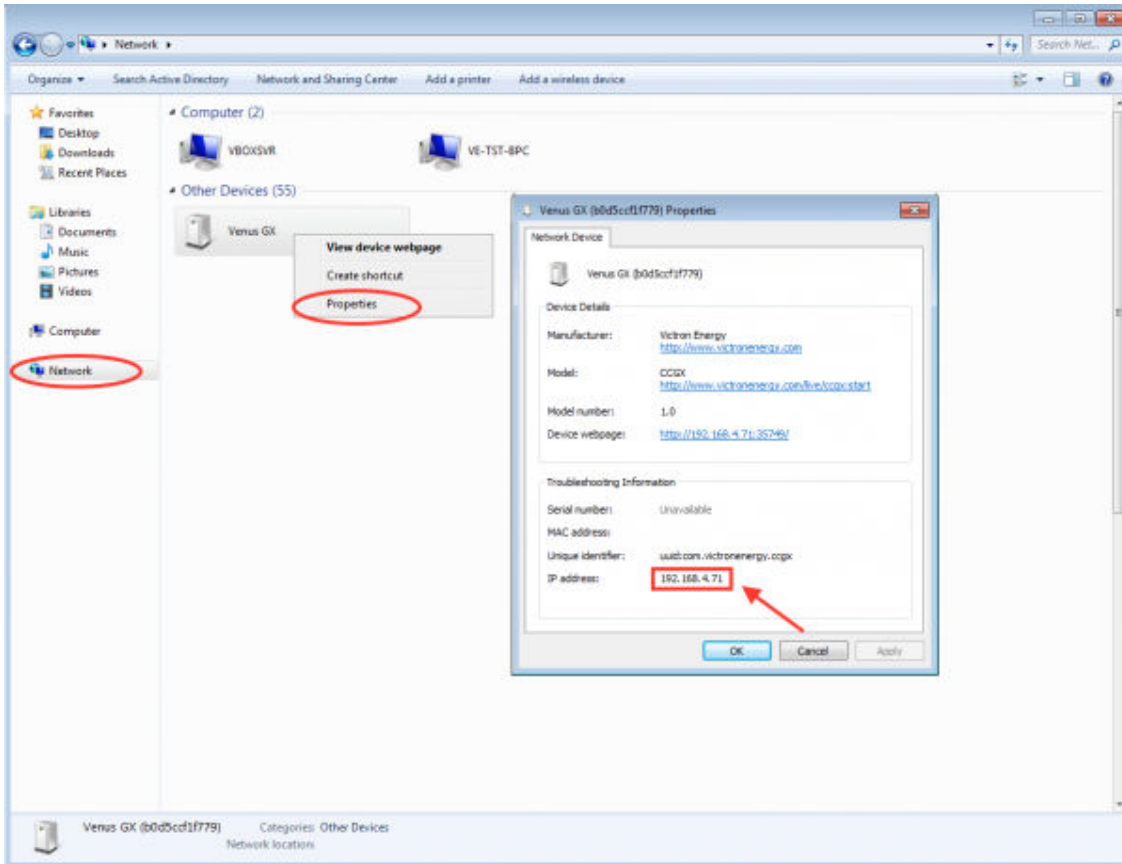 Network
Search Net...
Organize
Search Active Directory
Network and Sharing Center
Add a printer
Add a wireless device
Favorites
Desktop
Downloads
Recent Places
Libraries
Documents
Music
Pictures
Videos
Computer
Network
Computer (2)
VBOXSVR
VE-TST-8PC
Other Devices (55)
Venus GX
View device webpage
Create shortcut
Properties
Venus GX (b0d5ccf1f779) Properties
Network Device
Venus GX (b0d5ccf1f779)
Device Details
Manufacturer: Victron Energy
http://www.victronenergy.com
Model: CCGX
http://www.victronenergy.com/live/ccgx:start
Model number: 1.0
Device webpage: http://192.168.4.71:35749/
Troubleshooting Information
Serial number: Unavailable
MAC address:
Unique identifier: uuid:com.victronenergy.ccgx
IP address: 192.168.4.71
OK Cancel Apply
Venus GX (b0d5ccf1f779) Categories: Other Devices
Network location: